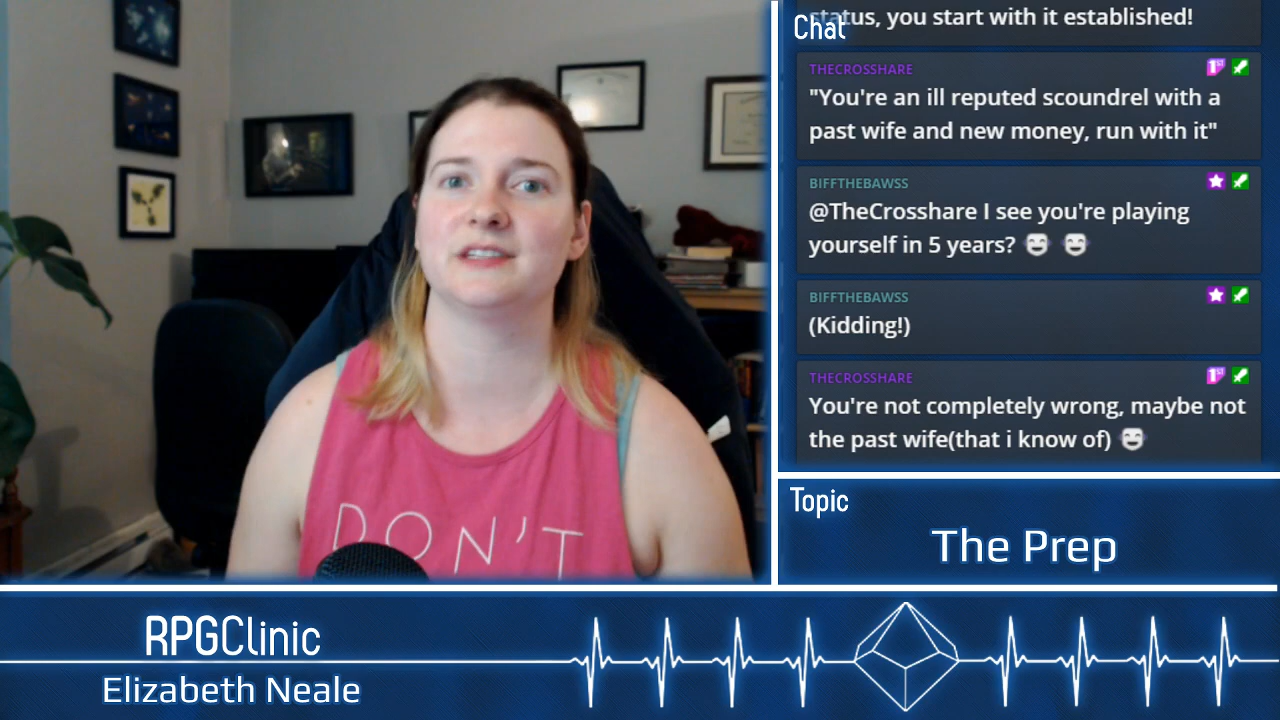 status, you start with it established!
Chat
THECROSSHARE
1ST
"You're an ill reputed scoundrel with a
past wife and new money, run with it"
BIFFTHEBAWSS
@TheCrosshare I see you're playing
yourself in 5 years?
BIFFTHEBAWSS
(Kidding!)
THECROSSHARE
1ST
You're not completely wrong, maybe not
the past wife(that i know of)
DON'T
Topic
The Prep
RPGClinic
Elizabeth Neale